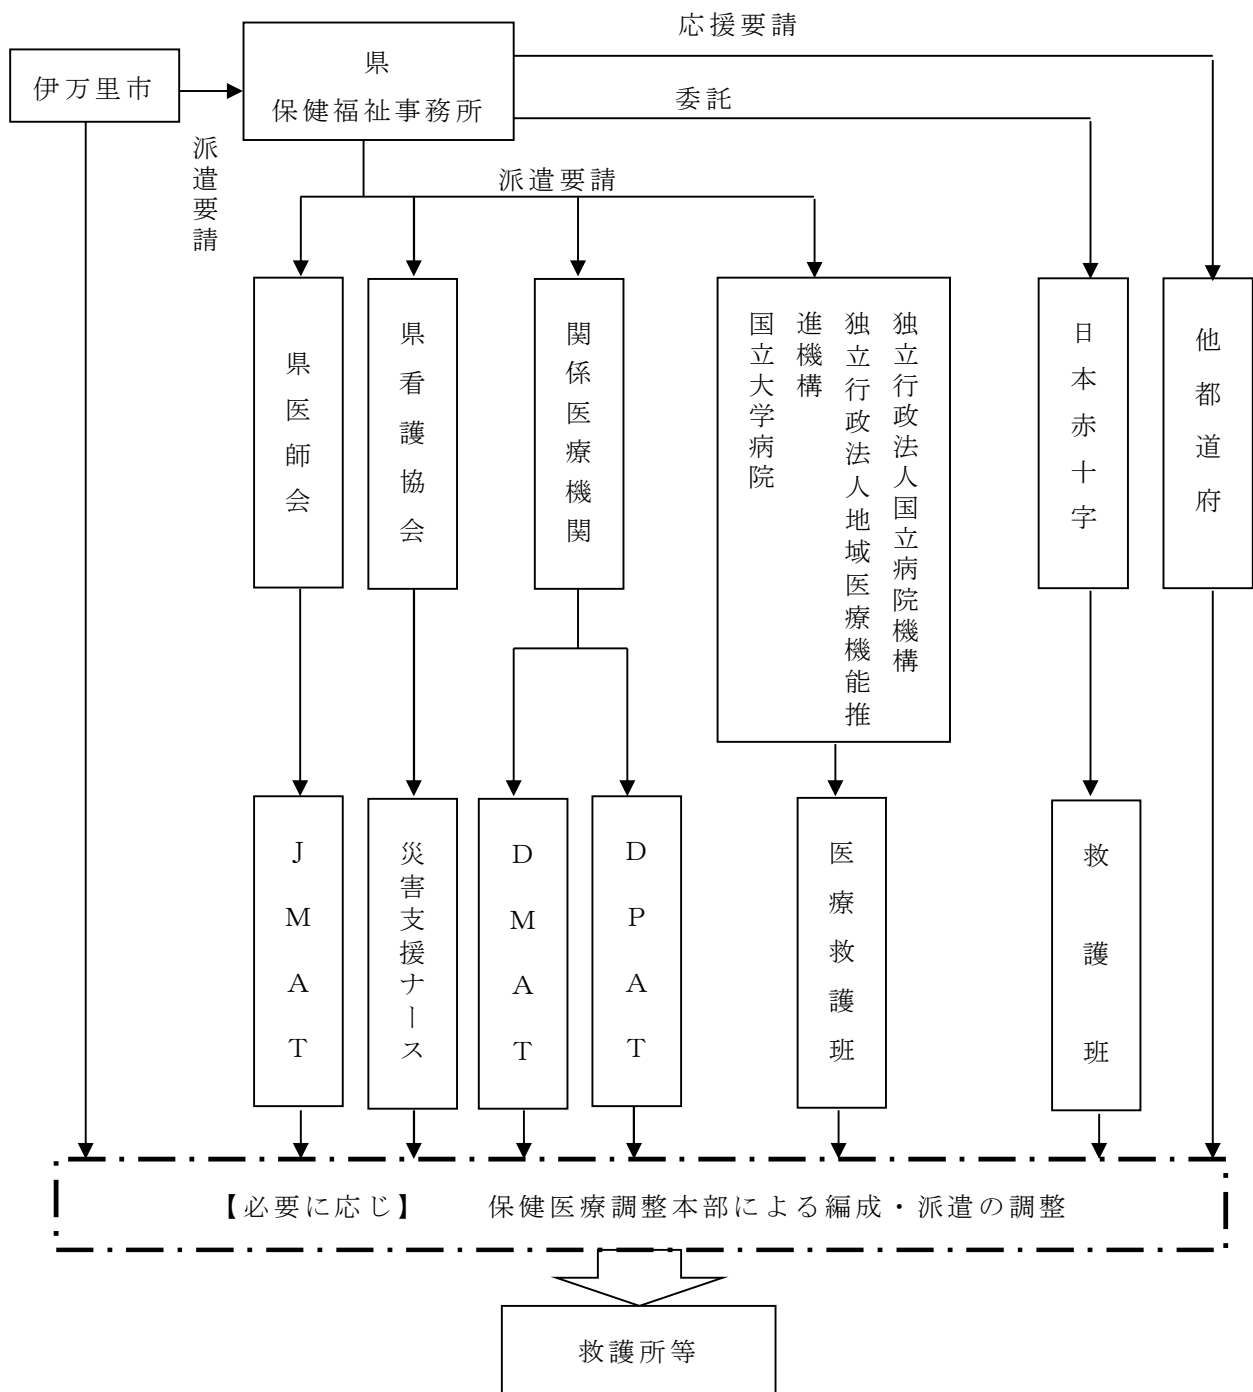 応援要請
県
保健福祉事務所
伊万里市
委託
派遣要請
派遣要請
県医師会
県看護協会
関係医療機関
独立行政法人国立病院機構
独立行政法人地域医療機能推
進機構
国立大学病院
日本赤十字
他都道府
JMAT
災害支援ナース
DMAT
DPAT
医療救護班
救護班
【必要に応じ】 保健医療調整本部による編成・派遣の調整
救護所等